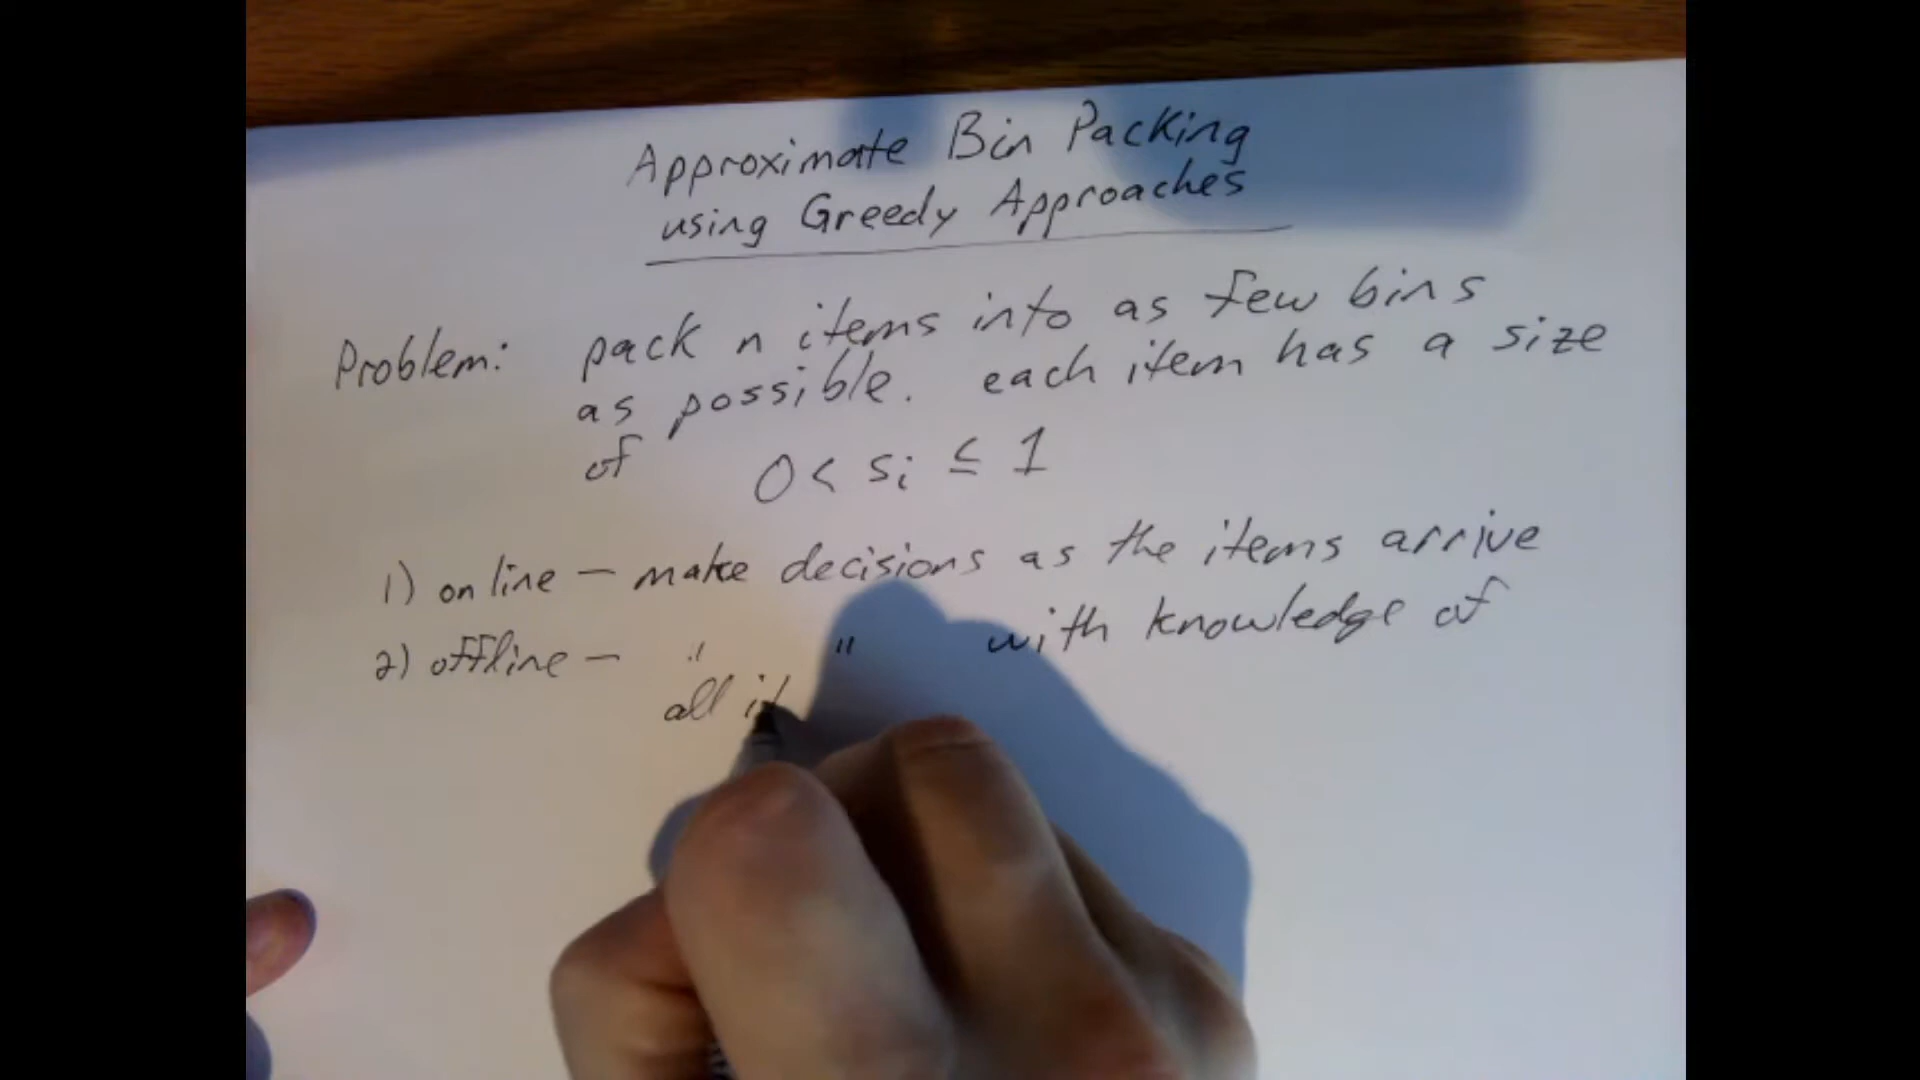 Approximate Bin Packing
using Greedy Approaches
Problem: pack n items into as few bins
as possible. each item has a size
of 0 < si ≤ 1
1) online - make decisions as the items arrive
2) offline - " " with knowledge of
all it